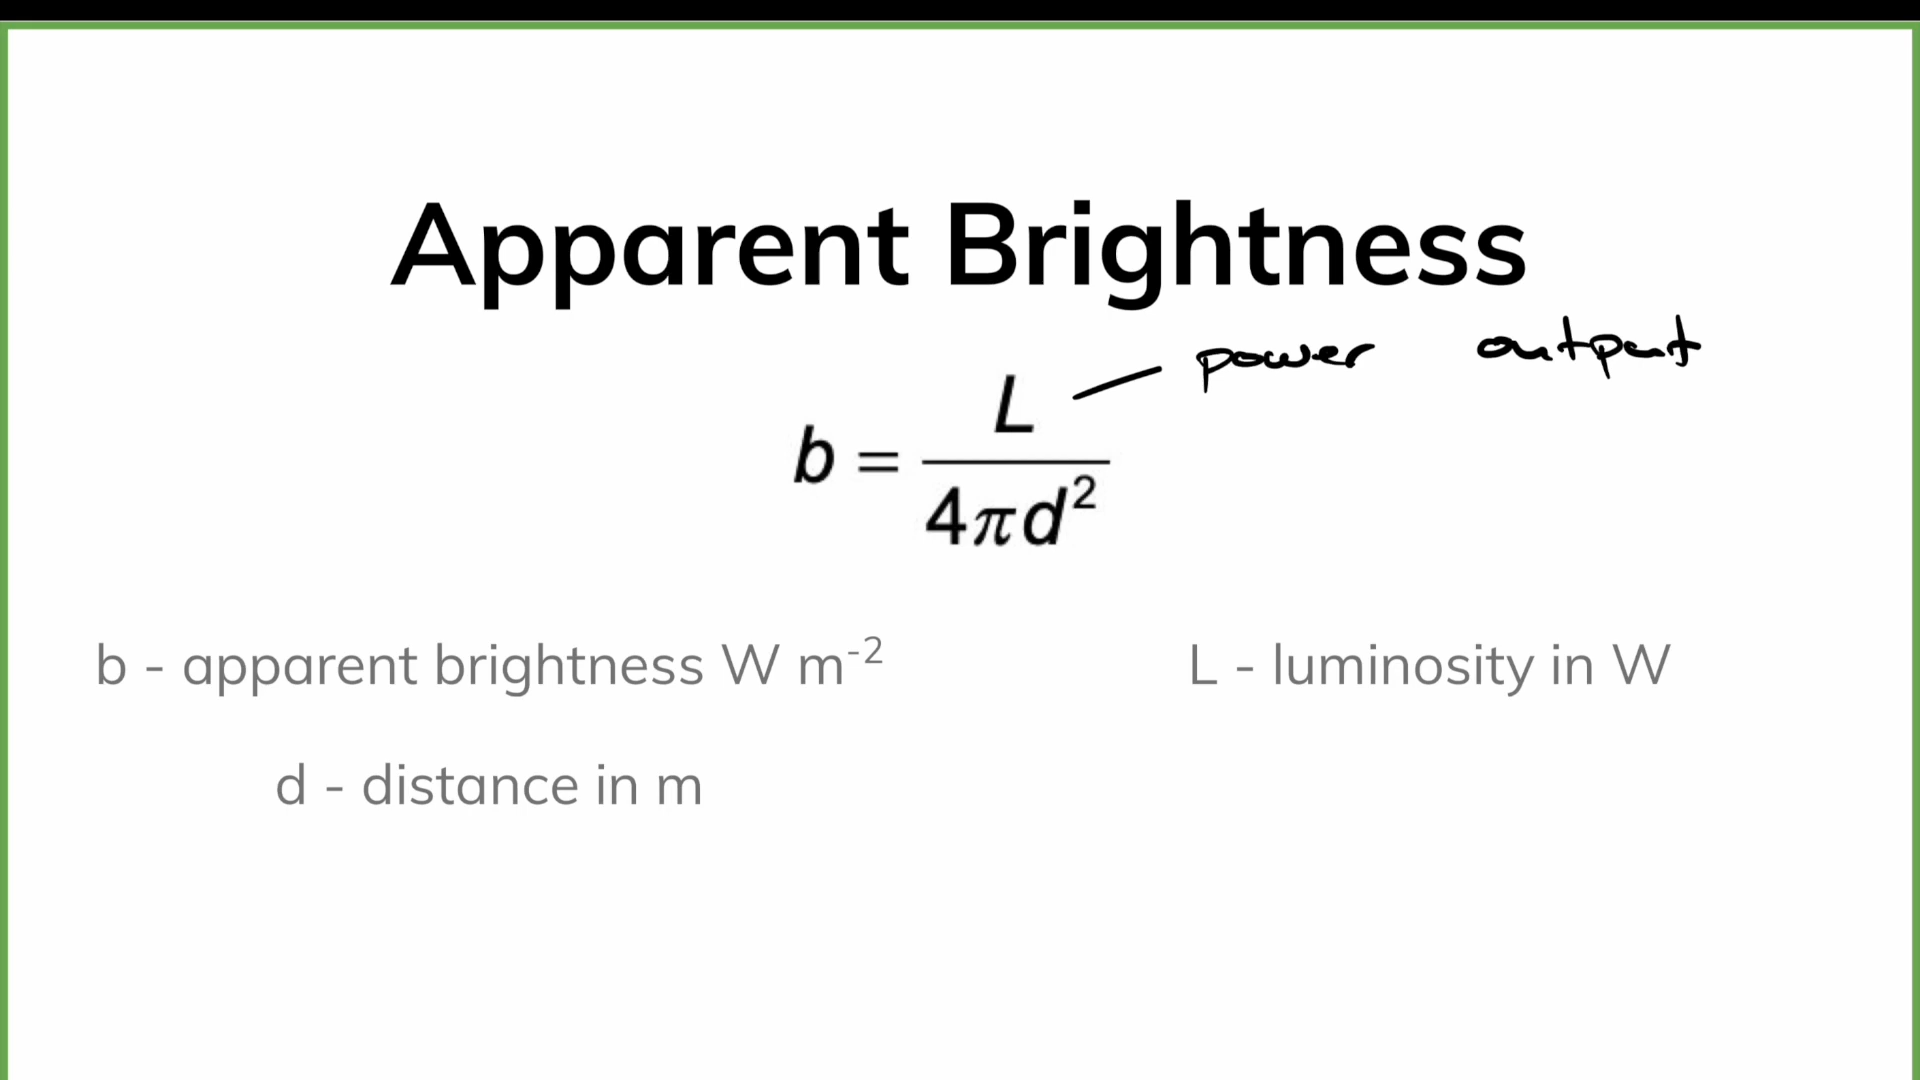 Apparent Brightness
power output
b = L / 4πd²
b - apparent brightness W m⁻²
L - luminosity in W
d - distance in m